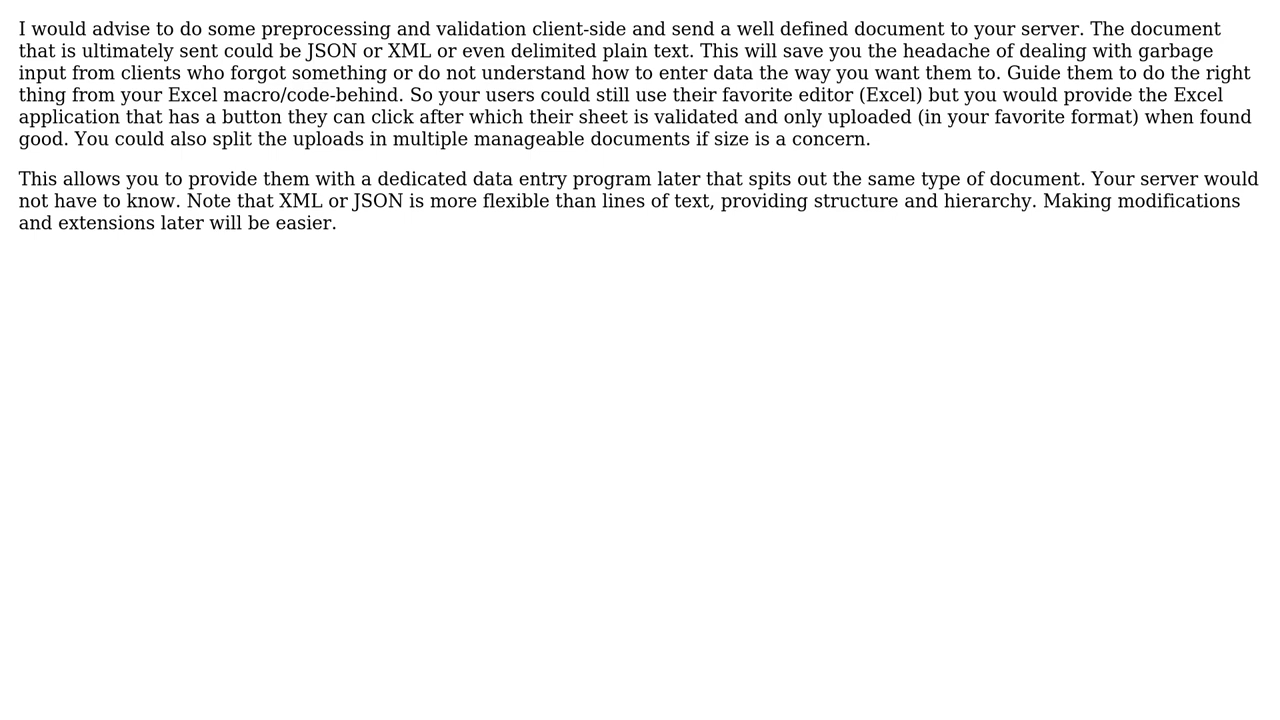 I would advise to do some preprocessing and validation client-side and send a well defined document to your server. The document
that is ultimately sent could be JSON or XML or even delimited plain text. This will save you the headache of dealing with garbage
input from clients who forgot something or do not understand how to enter data the way you want them to. Guide them to do the right
thing from your Excel macro/code-behind. So your users could still use their favorite editor (Excel) but you would provide the Excel
application that has a button they can click after which their sheet is validated and only uploaded (in your favorite format) when found
good. You could also split the uploads in multiple manageable documents if size is a concern.
This allows you to provide them with a dedicated data entry program later that spits out the same type of document. Your server would
not have to know. Note that XML or JSON is more flexible than lines of text, providing structure and hierarchy. Making modifications
and extensions later will be easier.